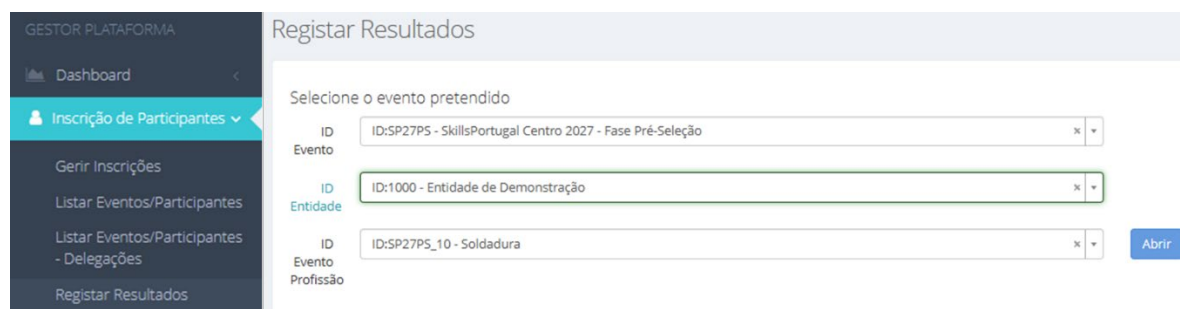 GESTOR PLATAFORMA
Dashboard
Inscrição de Participantes
Gerir Inscrições
Listar Eventos/Participantes
Listar Eventos/Participantes
- Delegações
Registar Resultados
Registar Resultados
Selecione o evento pretendido
ID
Evento
ID:SP27PS - SkillsPortugal Centro 2027 - Fase Pré-Seleção
ID
Entidade
ID:1000 - Entidade de Demonstração
ID
Evento
Profissão
ID:SP27PS_10 - Soldadura
Abrir